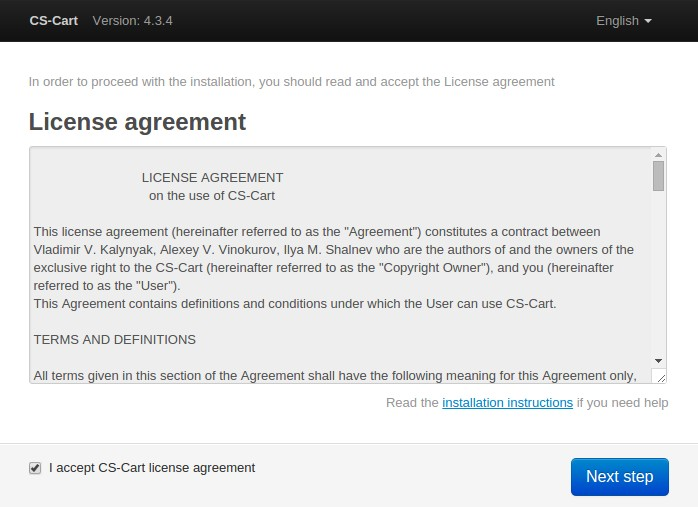 CS-Cart Version: 4.3.4 English
In order to proceed with the installation, you should read and accept the License agreement
License agreement
LICENSE AGREEMENT
on the use of CS-Cart
This license agreement (hereinafter referred to as the "Agreement") constitutes a contract between
Vladimir V. Kalynyak, Alexey V. Vinokurov, Ilya M. Shalnev who are the authors of and the owners of the
exclusive right to the CS-Cart (hereinafter referred to as the "Copyright Owner"), and you (hereinafter
referred to as the "User").
This Agreement contains definitions and conditions under which the User can use CS-Cart.
TERMS AND DEFINITIONS
All terms given in this section of the Agreement shall have the following meaning for this Agreement only,
Read the installation instructions if you need help
I accept CS-Cart license agreement
Next step